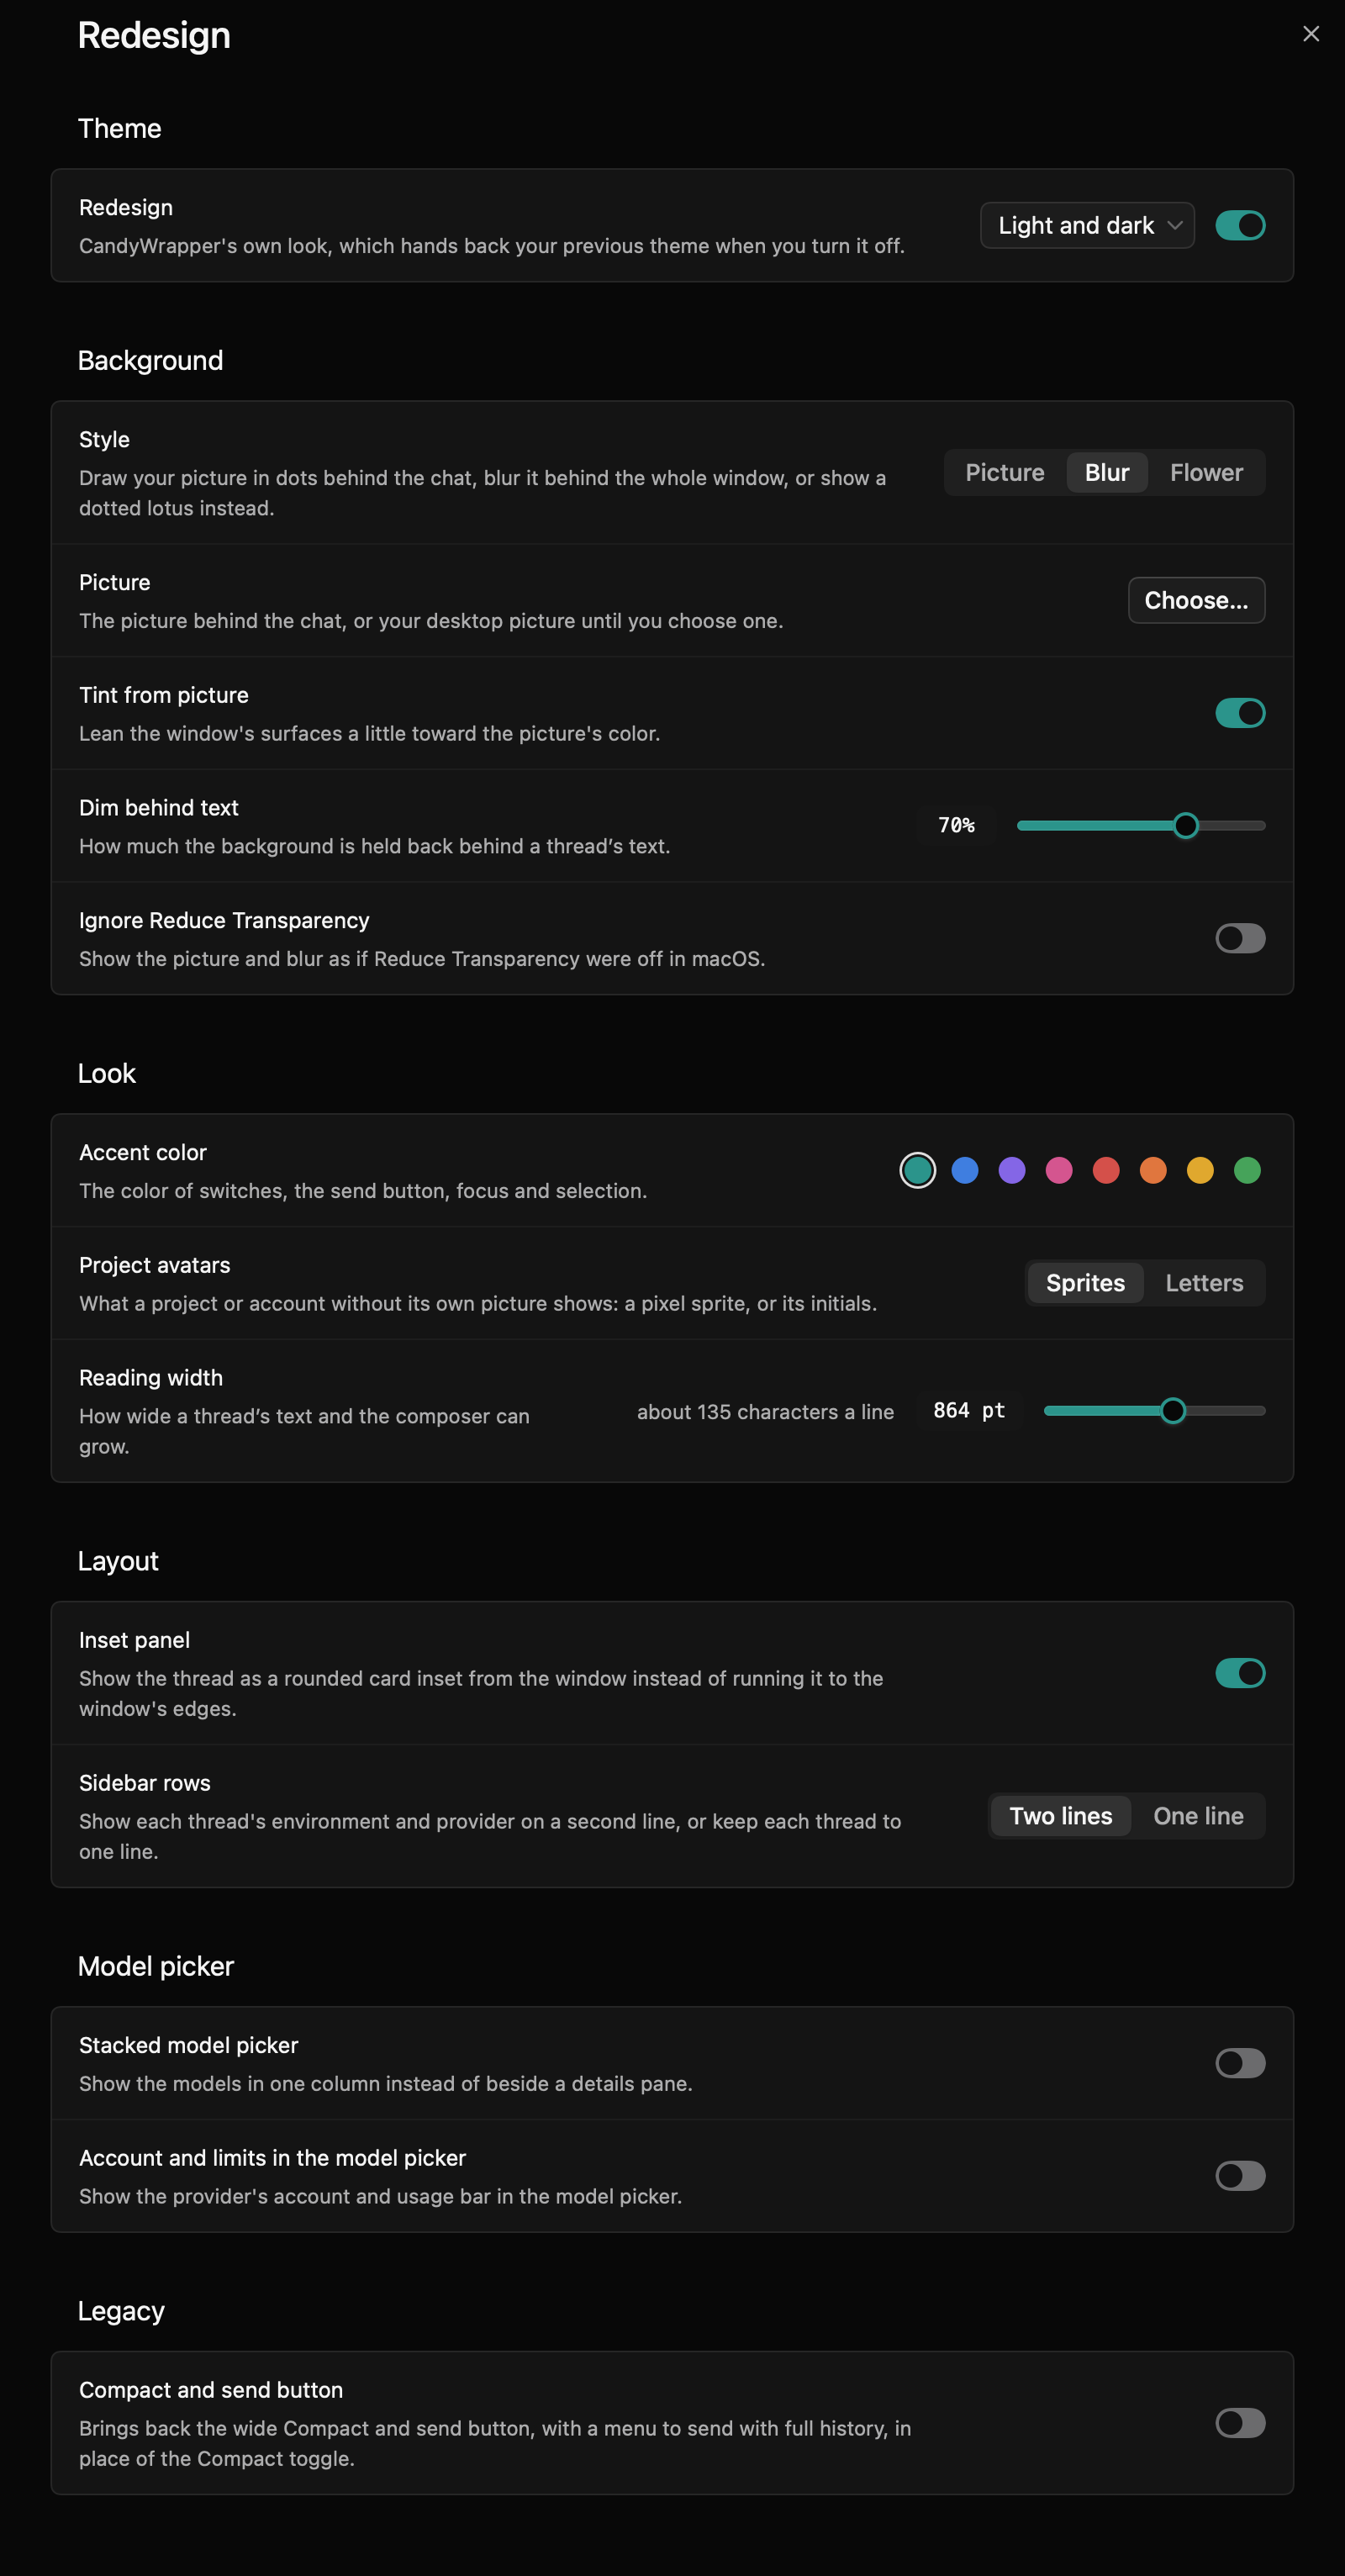 Redesign
Theme
Redesign
CandyWrapper's own look, which hands back your previous theme when you turn it off.
Light and dark
Background
Style
Draw your picture in dots behind the chat, blur it behind the whole window, or show a
dotted lotus instead.
Picture Blur Flower
Picture
The picture behind the chat, or your desktop picture until you choose one.
Choose...
Tint from picture
Lean the window's surfaces a little toward the picture's color.
Dim behind text
How much the background is held back behind a thread’s text.
70%
Ignore Reduce Transparency
Show the picture and blur as if Reduce Transparency were off in macOS.
Look
Accent color
The color of switches, the send button, focus and selection.
Project avatars
What a project or account without its own picture shows: a pixel sprite, or its initials.
Sprites Letters
Reading width
How wide a thread’s text and the composer can
grow.
about 135 characters a line 864 pt
Layout
Inset panel
Show the thread as a rounded card inset from the window instead of running it to the
window's edges.
Sidebar rows
Show each thread's environment and provider on a second line, or keep each thread to
one line.
Two lines One line
Model picker
Stacked model picker
Show the models in one column instead of beside a details pane.
Account and limits in the model picker
Show the provider's account and usage bar in the model picker.
Legacy
Compact and send button
Brings back the wide Compact and send button, with a menu to send with full history, in
place of the Compact toggle.